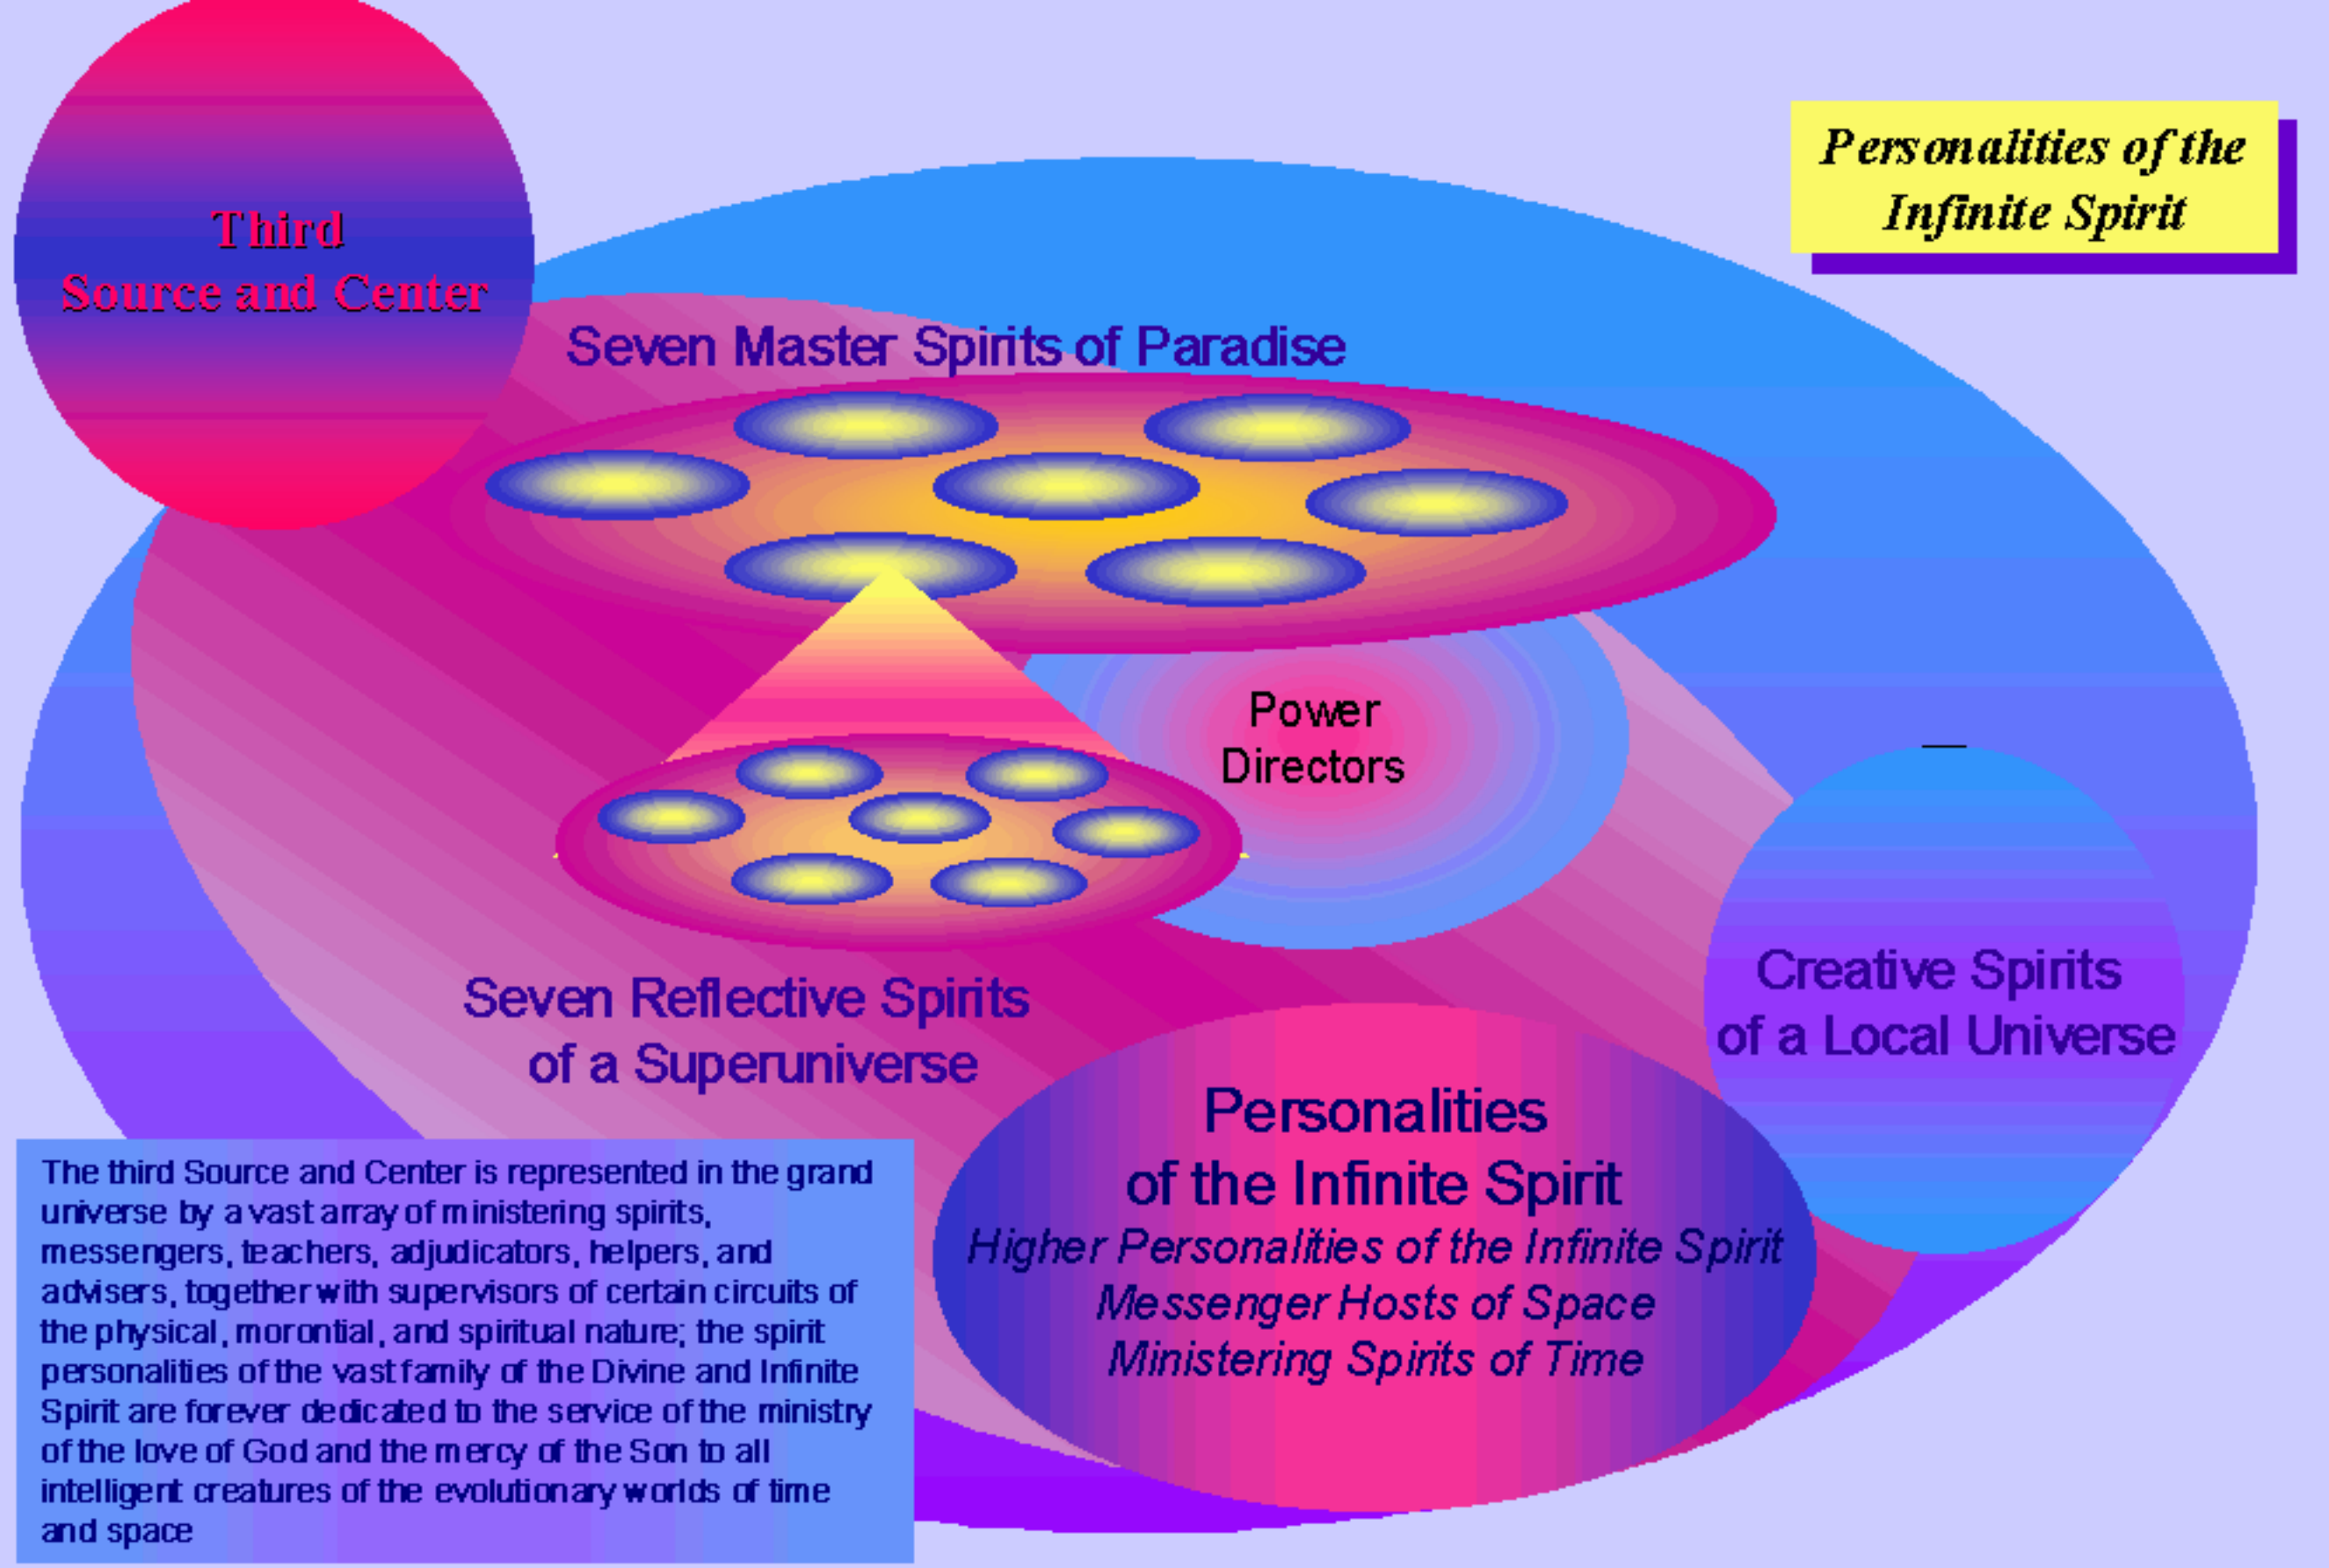 Third
Source and Center
Personalities of the
Infinite Spirit
Seven Master Spirits of Paradise
Power
Directors
Creative Spirits
of a Local Universe
Seven Reflective Spirits
of a Superuniverse
Personalities
of the Infinite Spirit
Higher Personalities of the Infinite Spirit
Messenger Hosts of Space
Ministering Spirits of Time
The third Source and Center is represented in the grand
universe by a vast array of ministering spirits,
messengers, teachers, adjudicators, helpers, and
advisers, together with supervisors of certain circuits of
the physical, morontial, and spiritual nature; the spirit
personalities of the vast family of the Divine and Infinite
Spirit are forever dedicated to the service of the ministry
of the love of God and the mercy of the Son to all
intelligent creatures of the evolutionary worlds of time
and space